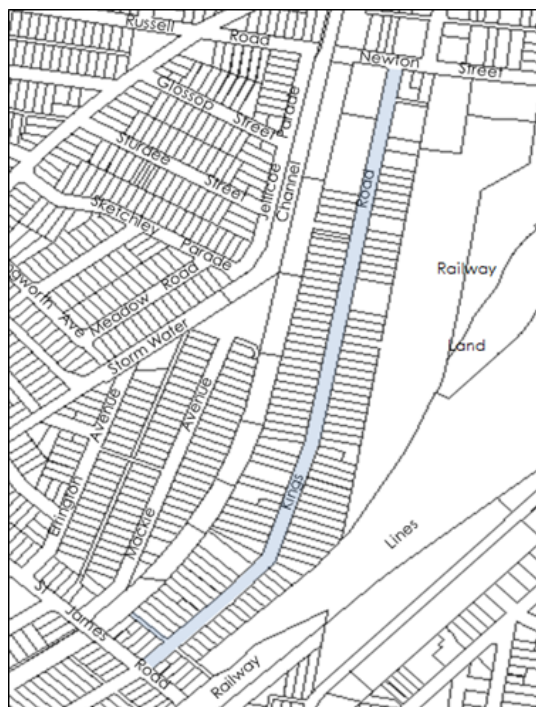 Russell
Road
Newton
Street
Glossop
Street
Parade
Sturdee
Street
Jellicoe
Channel
Road
Sketchley
Parade
Railway
Meadow Road
ngworth Ave
Storm Water
Land
Avenue
Avenue
Errington
Mackie
Kings
Lines
St
James
Road
Railway